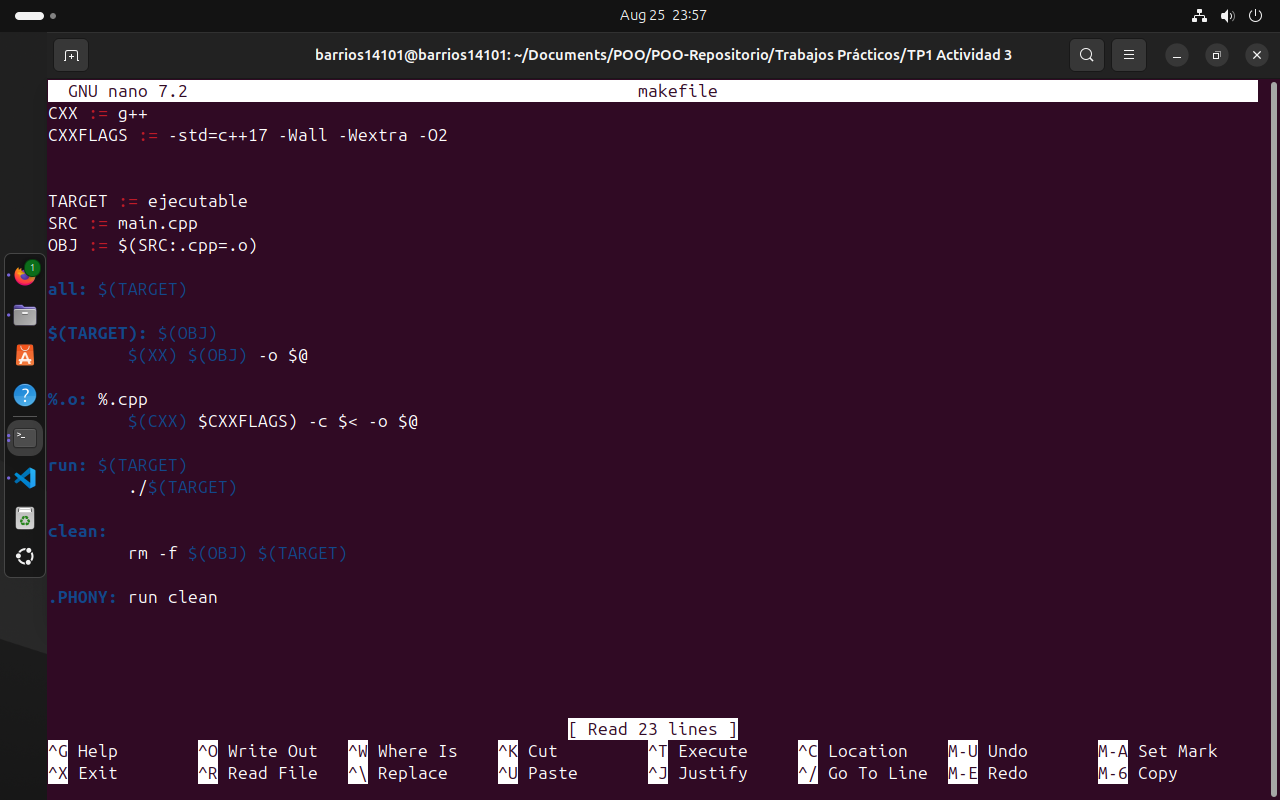 Aug 25 23:57
barrios14101@barrios14101: ~/Documents/POO/POO-Repositorio/Trabajos Prácticos/TP1 Actividad 3
GNU nano 7.2 makefile
CXX := g++
CXXFLAGS := -std=c++17 -Wall -Wextra -O2
TARGET := ejecutable
SRC := main.cpp
OBJ := $(SRC:.cpp=.o)
all: $(TARGET)
$(TARGET): $(OBJ)
$(XX) $(OBJ) -o $@
%.o: %.cpp
$(CXX) $CXXFLAGS) -c $< -o $@
run: $(TARGET)
./$(TARGET)
clean:
rm -f $(OBJ) $(TARGET)
.PHONY: run clean
[ Read 23 lines ]
^G Help ^O Write Out ^W Where Is ^K Cut ^T Execute ^C Location M-U Undo M-A Set Mark
^X Exit ^R Read File ^\ Replace ^U Paste ^J Justify ^/ Go To Line M-E Redo M-6 Copy
1